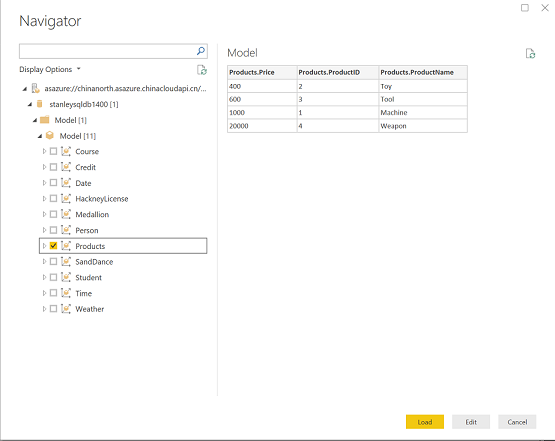 Navigator
Display Options
asazure://chinanorth.asazure.chinacloudapi.cn/...
stanleysqldb1400 [1]
Model [1]
Model [11]
Course
Credit
Date
HackneyLicense
Medallion
Person
Products
SandDance
Student
Time
Weather
Model
Products.Price Products.ProductID Products.ProductName
400 2 Toy
600 3 Tool
1000 1 Machine
20000 4 Weapon
Load Edit Cancel